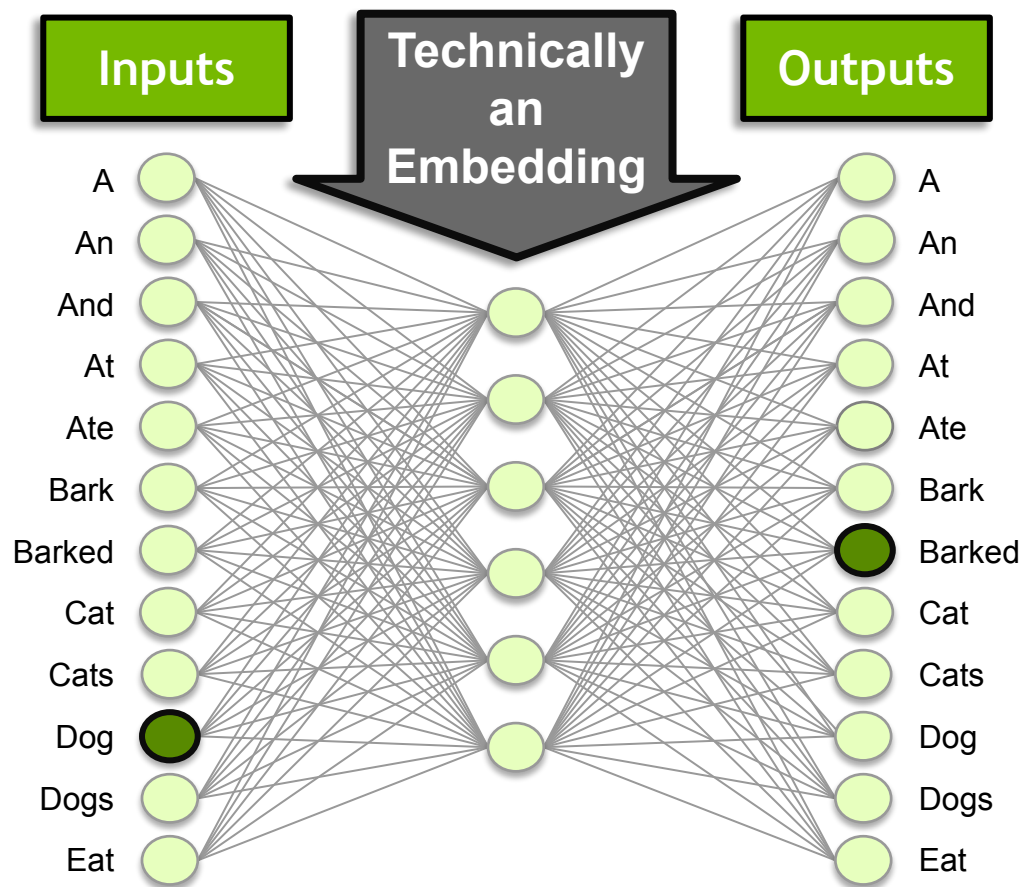 Inputs
Technically
an
Embedding
Outputs
A
An
And
At
Ate
Bark
Barked
Cat
Cats
Dog
Dogs
Eat
A
An
And
At
Ate
Bark
Barked
Cat
Cats
Dog
Dogs
Eat